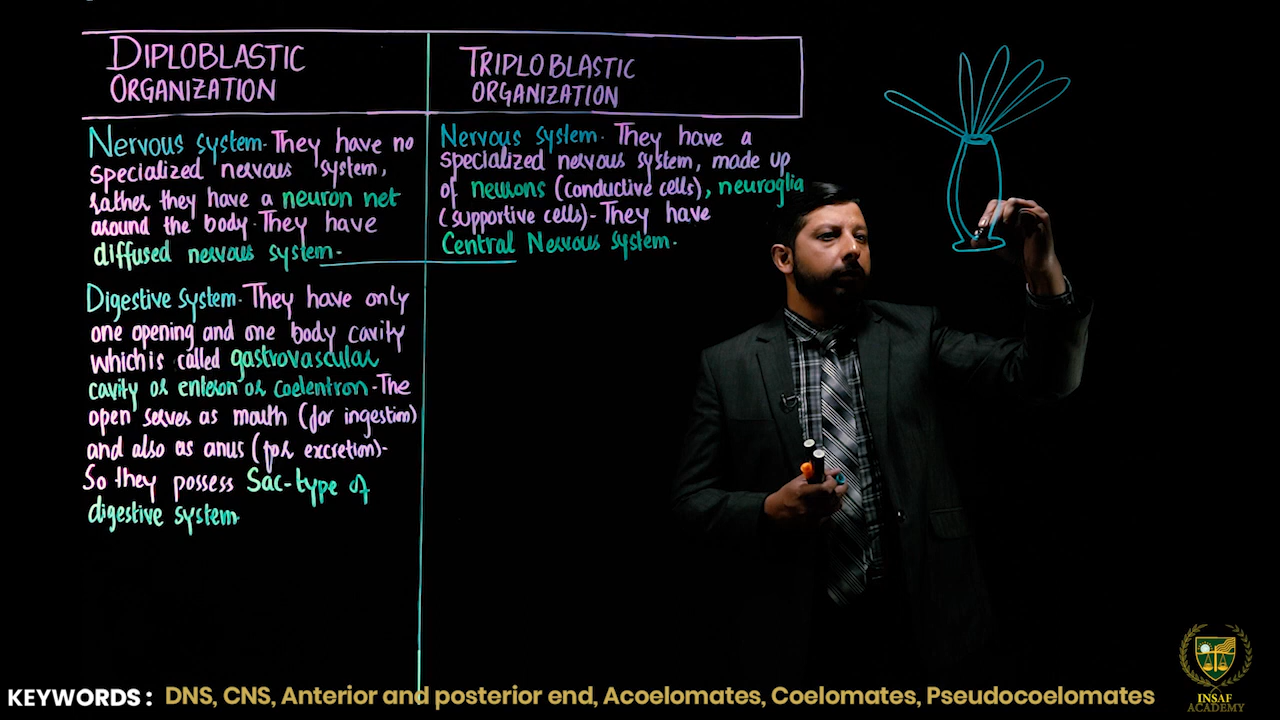 DIPLOBLASTIC
ORGANIZATION
TRIPLOBLASTIC
ORGANIZATION
Nervous system. They have no
specialized nervous system,
rather they have a neuron net
around the body. They have
diffused nervous system.
Digestive system. They have only
one opening and one body cavity
which is called gastrovascular
cavity or enteron or coelentron. The
open serves as mouth (for ingestion)
and also as anus (for excretion).
So they possess Sac-type of
digestive system
Nervous system. They have a
specialized nervous system, made up
of neurons (conductive cells), neuroglia
(supportive cells). They have
Central Nervous system.
KEYWORDS: DNS, CNS, Anterior and posterior end, Acoelomates, Coelomates, Pseudocoelomates
INSAF
ACADEMY